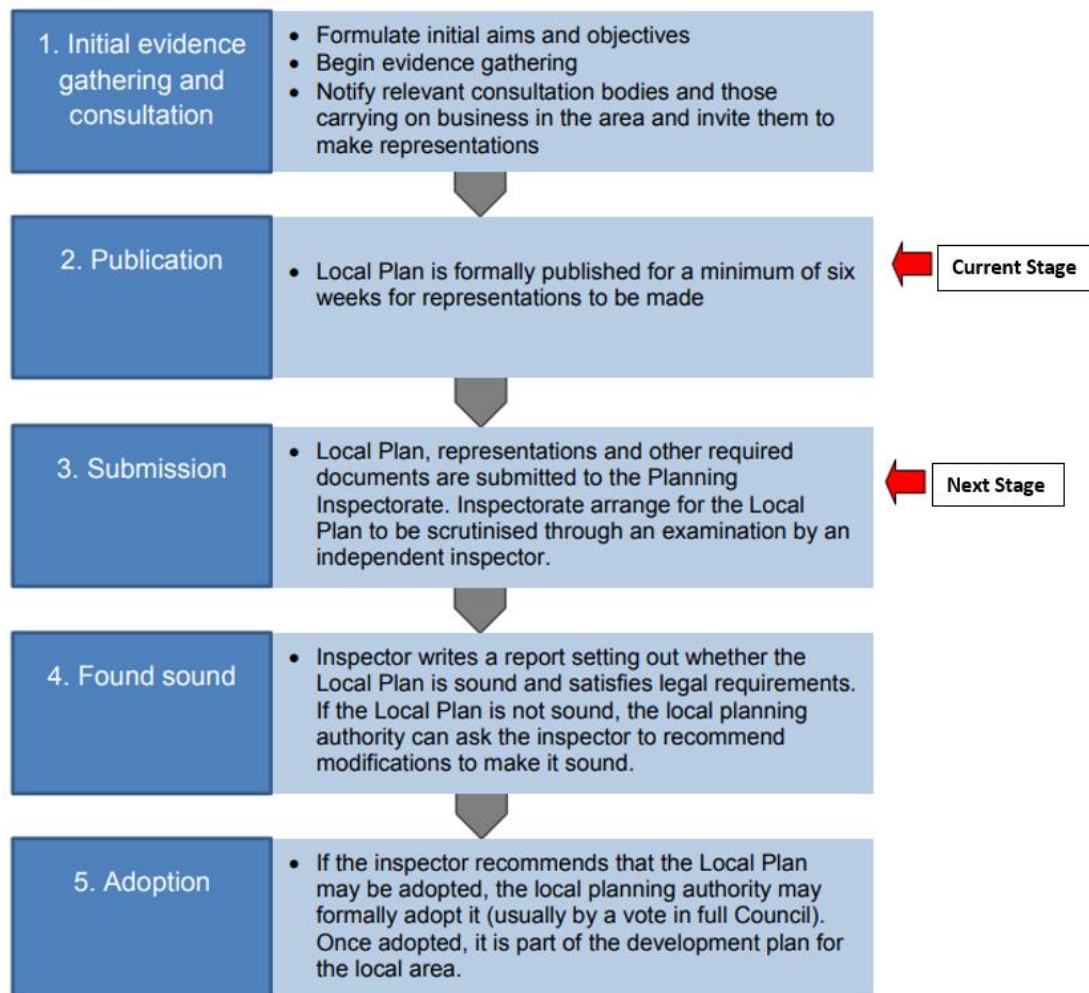 1. Initial evidence
gathering and
consultation
• Formulate initial aims and objectives
• Begin evidence gathering
• Notify relevant consultation bodies and those
carrying on business in the area and invite them to
make representations
2. Publication
• Local Plan is formally published for a minimum of six
weeks for representations to be made
Current Stage
3. Submission
• Local Plan, representations and other required
documents are submitted to the Planning
Inspectorate. Inspectorate arrange for the Local
Plan to be scrutinised through an examination by an
independent inspector.
Next Stage
4. Found sound
• Inspector writes a report setting out whether the
Local Plan is sound and satisfies legal requirements.
If the Local Plan is not sound, the local planning
authority can ask the inspector to recommend
modifications to make it sound.
5. Adoption
• If the inspector recommends that the Local Plan
may be adopted, the local planning authority may
formally adopt it (usually by a vote in full Council).
Once adopted, it is part of the development plan for
the local area.